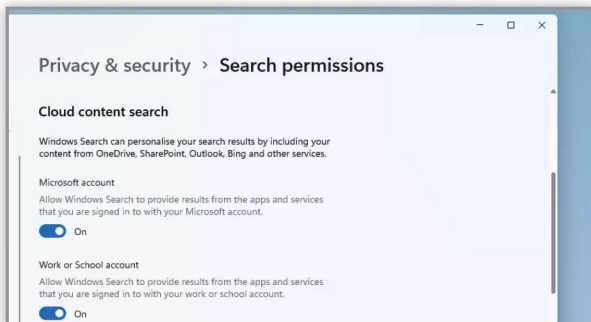 Privacy & security > Search permissions
Cloud content search
Windows Search can personalise your search results by including your
content from OneDrive, SharePoint, Outlook, Bing and other services.
Microsoft account
Allow Windows Search to provide results from the apps and services
that you are signed in to with your Microsoft account.
On
Work or School account
Allow Windows Search to provide results from the apps and services
that you are signed in to with your work or school account.
On